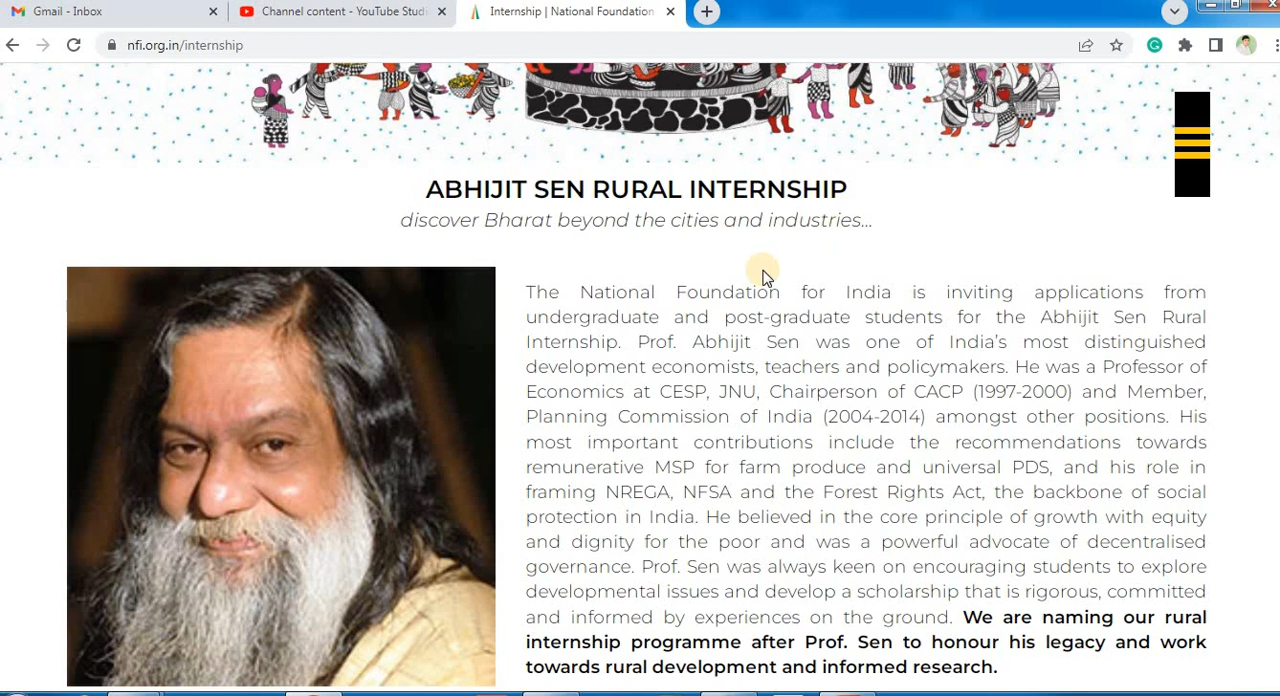 Gmail - Inbox
Channel content - YouTube Studi
Internship | National Foundation
nfi.org.in/internship
ABHIJIT SEN RURAL INTERNSHIP
discover Bharat beyond the cities and industries...
The National Foundation for India is inviting applications from
undergraduate and post-graduate students for the Abhijit Sen Rural
Internship. Prof. Abhijit Sen was one of India's most distinguished
development economists, teachers and policymakers. He was a Professor of
Economics at CESP, JNU, Chairperson of CACP (1997-2000) and Member,
Planning Commission of India (2004-2014) amongst other positions. His
most important contributions include the recommendations towards
remunerative MSP for farm produce and universal PDS, and his role in
framing NREGA, NFSA and the Forest Rights Act, the backbone of social
protection in India. He believed in the core principle of growth with equity
and dignity for the poor and was a powerful advocate of decentralised
governance. Prof. Sen was always keen on encouraging students to explore
developmental issues and develop a scholarship that is rigorous, committed
and informed by experiences on the ground. We are naming our rural
internship programme after Prof. Sen to honour his legacy and work
towards rural development and informed research.